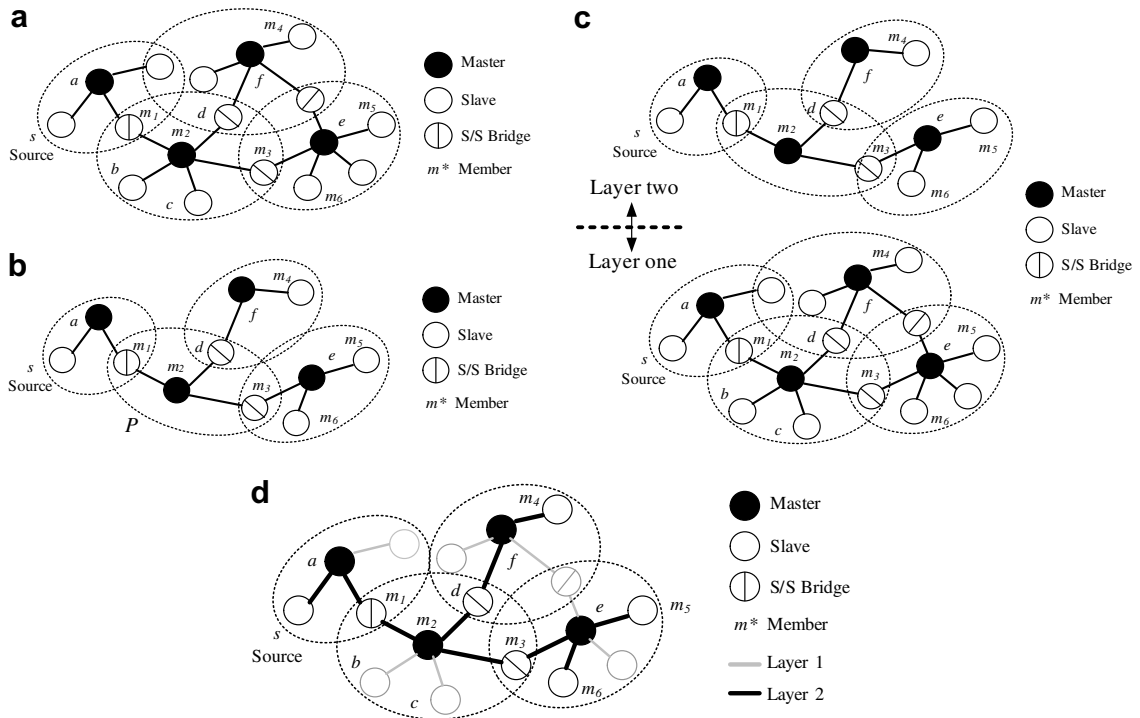 a
m4
a
f
s
Source
m1
m2
d
m3
e
m5
b
c
m6
Master
Slave
S/S Bridge
m* Member
b
m4
a
f
s
Source
m1
m2
d
m3
e
m5
m6
P
Master
Slave
S/S Bridge
m* Member
c
m4
a
f
s
Source
m1
m2
d
m3
e
m5
m6
Layer two
Layer one
m4
a
f
s
Source
m1
m2
d
m3
e
m5
b
c
m6
Master
Slave
S/S Bridge
m* Member
d
m4
a
f
s
Source
m1
m2
d
m3
e
m5
b
c
m6
Master
Slave
S/S Bridge
m* Member
Layer 1
Layer 2